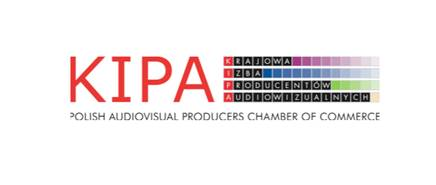 KIPA
KRAJOWA
IZBA
PRODUCENTÓW
AUDIOWIZUALNYCH
POLISH AUDIOVISUAL PRODUCERS CHAMBER OF COMMERCE